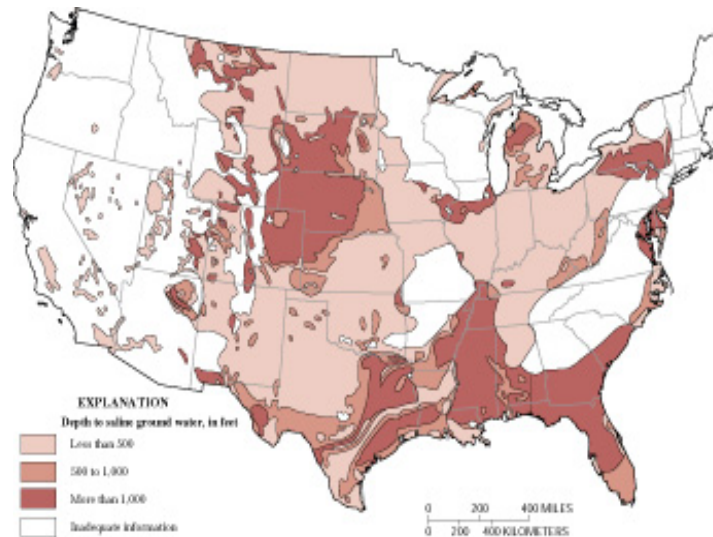 EXPLANATION
Depth to saline ground water, in feet
Less than 500
500 to 1,000
More than 1,000
Inadequate information
0 200 400 MILES
0 200 400 KILOMETERS